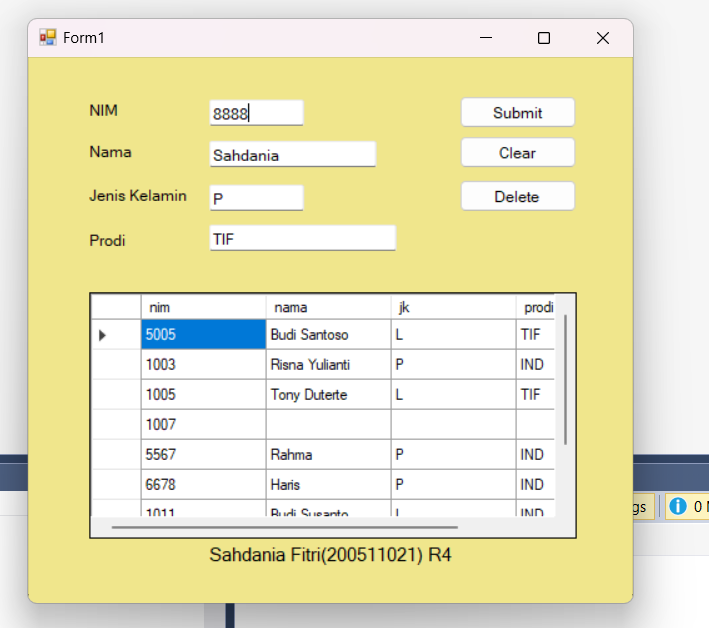 Form1
NIM 8888 Submit
Nama Sahdania Clear
Jenis Kelamin P Delete
Prodi TIF
nim nama jk prodi
5005 Budi Santoso L TIF
1003 Risna Yulianti P IND
1005 Tony Duterte L TIF
1007
5567 Rahma P IND
6678 Haris P IND
1011 Budi Susanto L IND
gs 0
Sahdania Fitri(200511021) R4